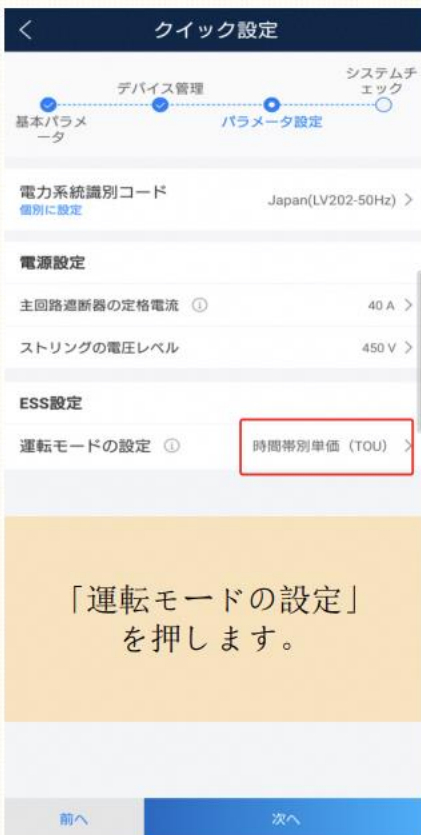 クイック設定
デバイス管理
システムチ
ェック
基本パラメ
ータ
パラメータ設定
電力系統識別コード
個別に設定
Japan(LV202-50Hz)
電源設定
主回路遮断器の定格電流
40 A
ストリングの電圧レベル
450 V
ESS設定
運転モードの設定
時間帯別単価（TOU）
「運転モードの設定」
を押します。
前へ
次へ